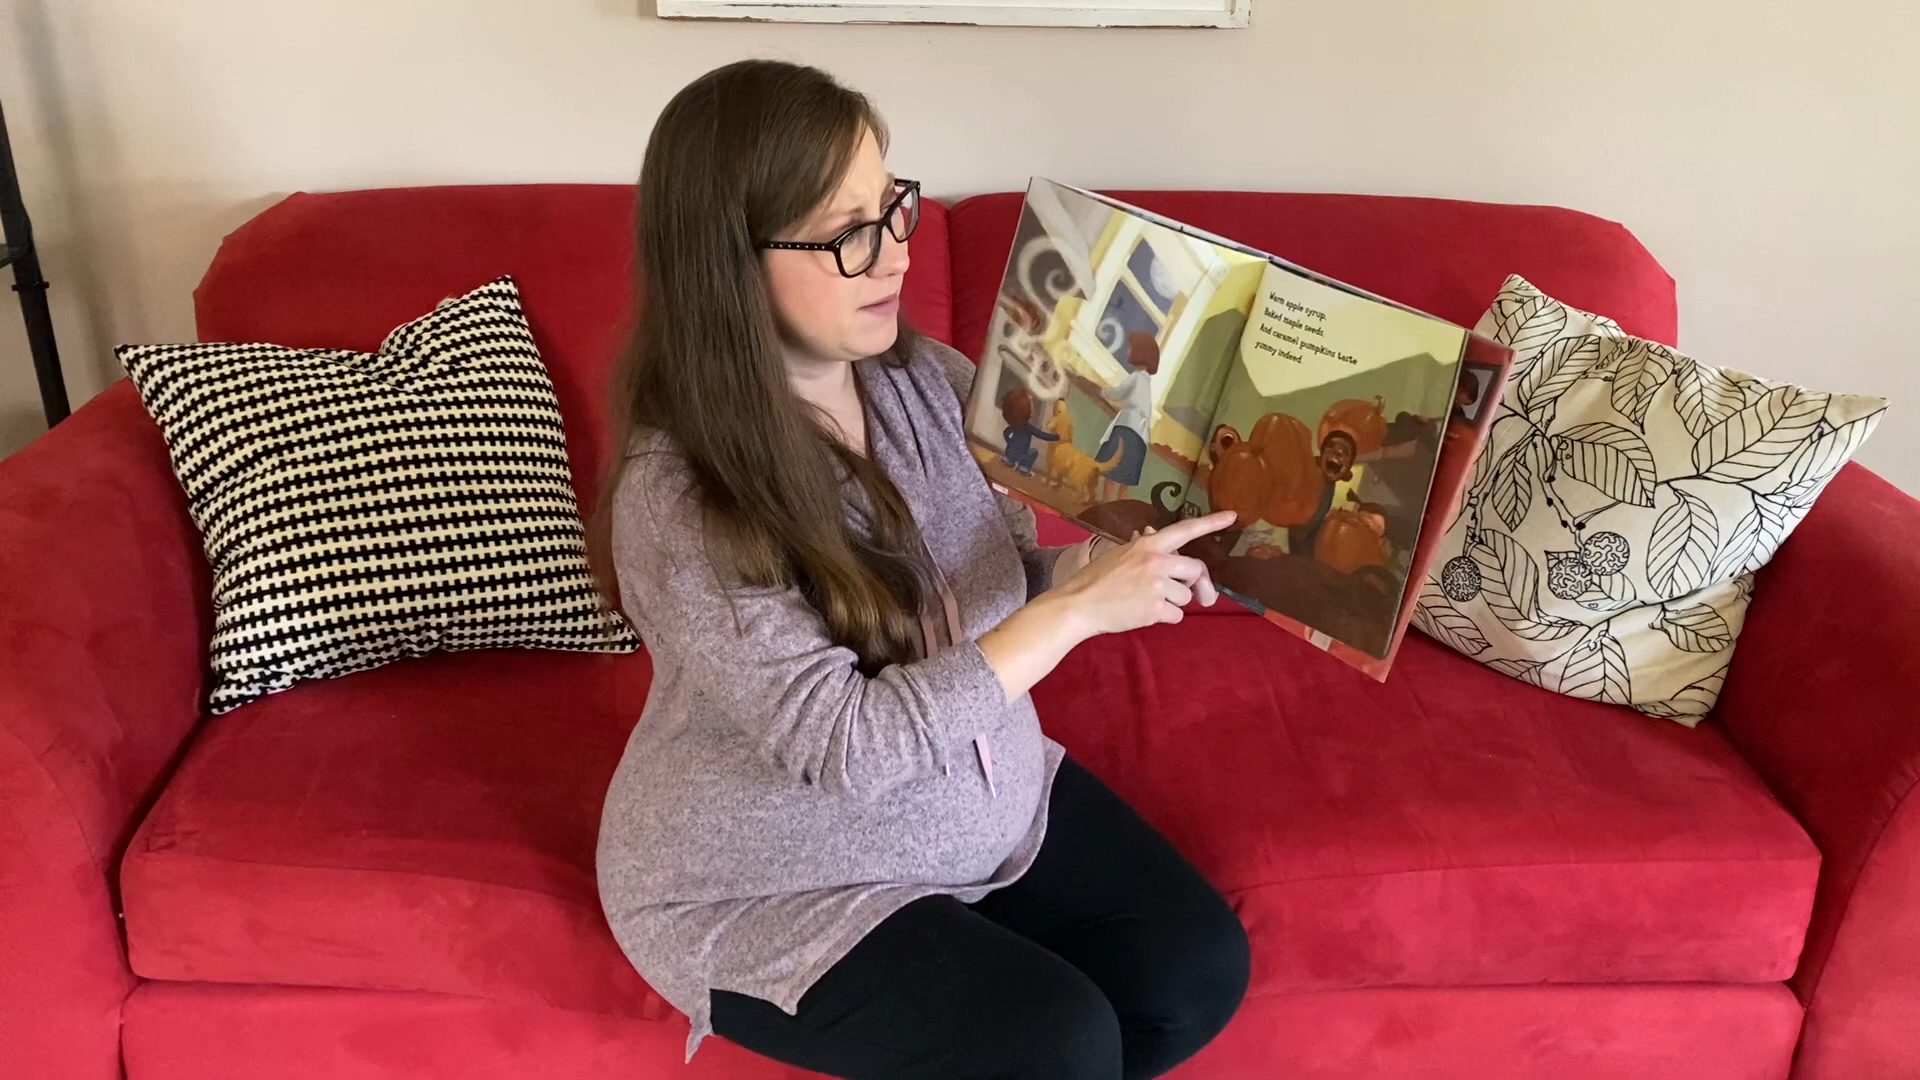 Warm apple syrup,
Baked maple seeds.
And caramel pumpkins taste
yummy indeed.